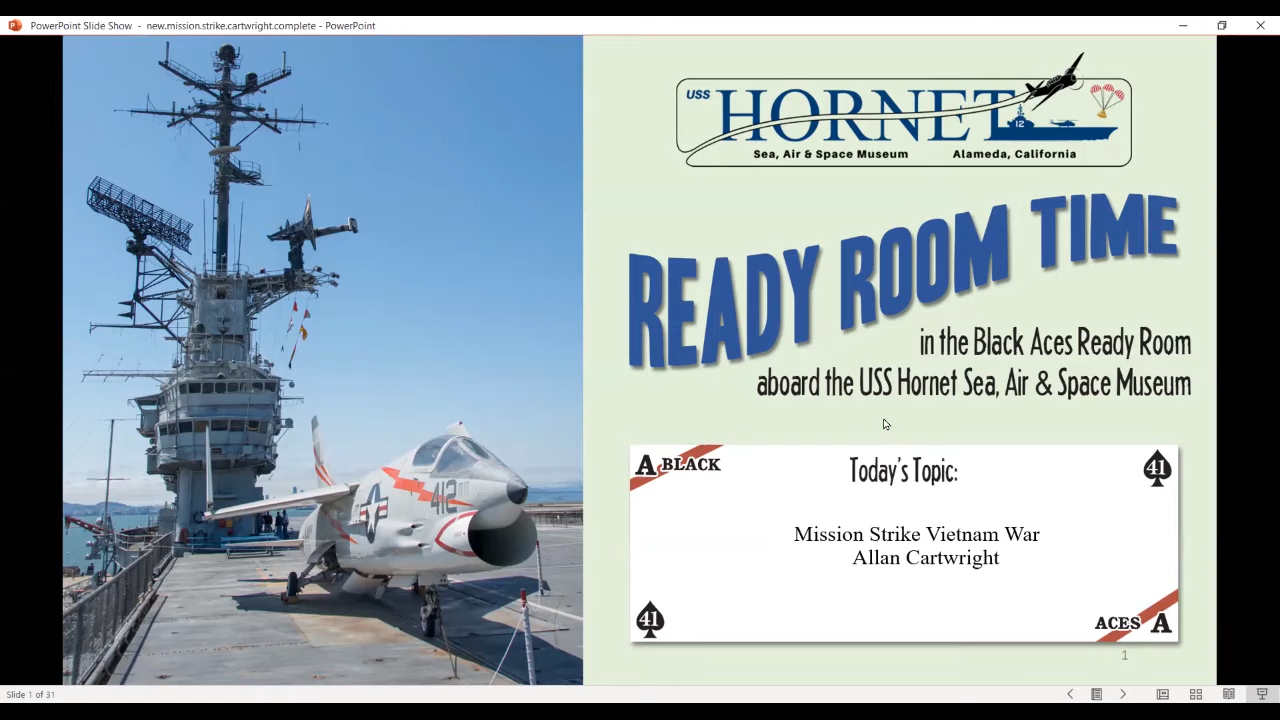 PowerPoint Slide Show - new.mission.strike.cartwright.complete - PowerPoint
USS HORNET
12
Sea, Air & Space Museum Alameda, California
READY ROOM TIME
in the Black Aces Ready Room
aboard the USS Hornet Sea, Air & Space Museum
A BLACK
41
Today's Topic:
Mission Strike Vietnam War
Allan Cartwright
41
ACES A
412
1
Slide 1 of 31